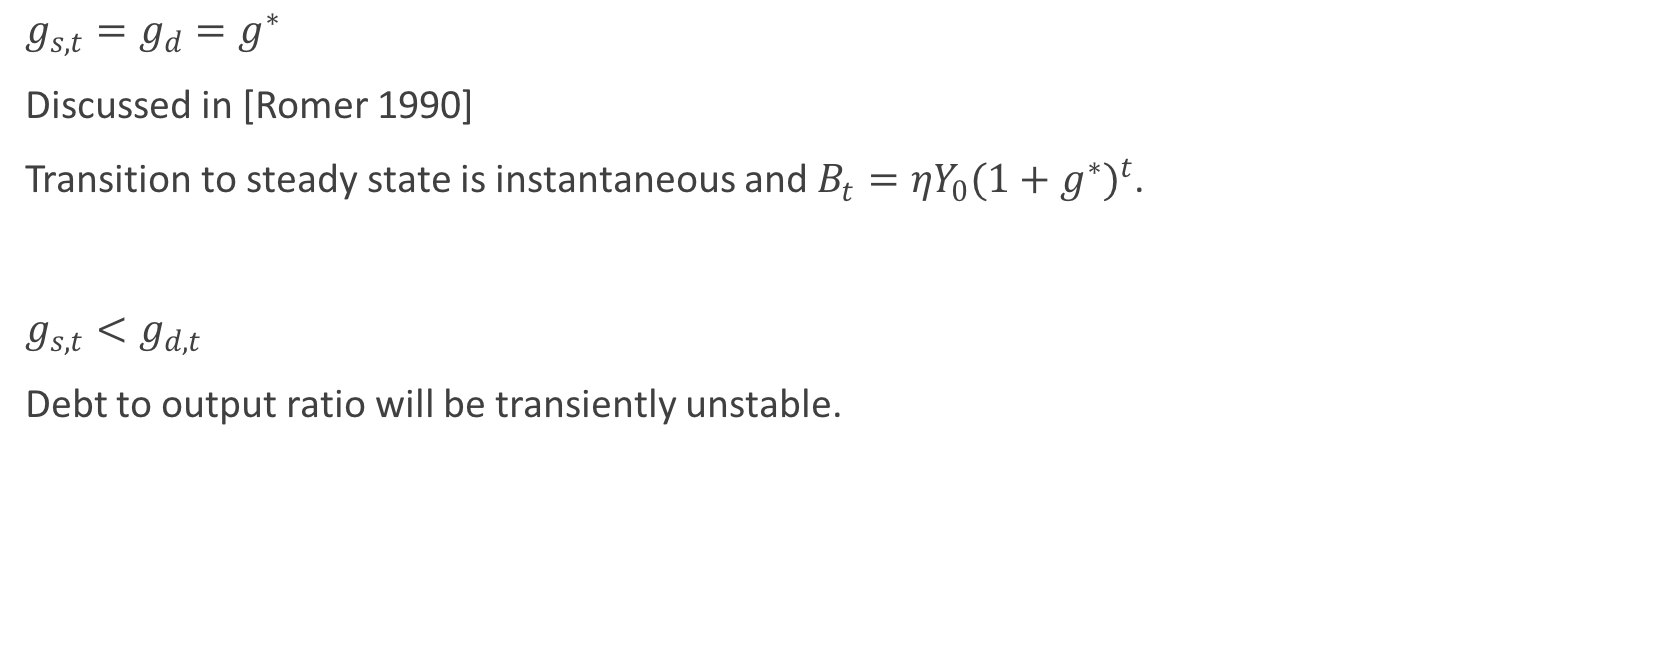 g_{s,t} = g_d = g^*
Discussed in [Romer 1990]
Transition to steady state is instantaneous and B_t = ηY_0(1 + g^*)^t.
g_{s,t} < g_{d,t}
Debt to output ratio will be transiently unstable.